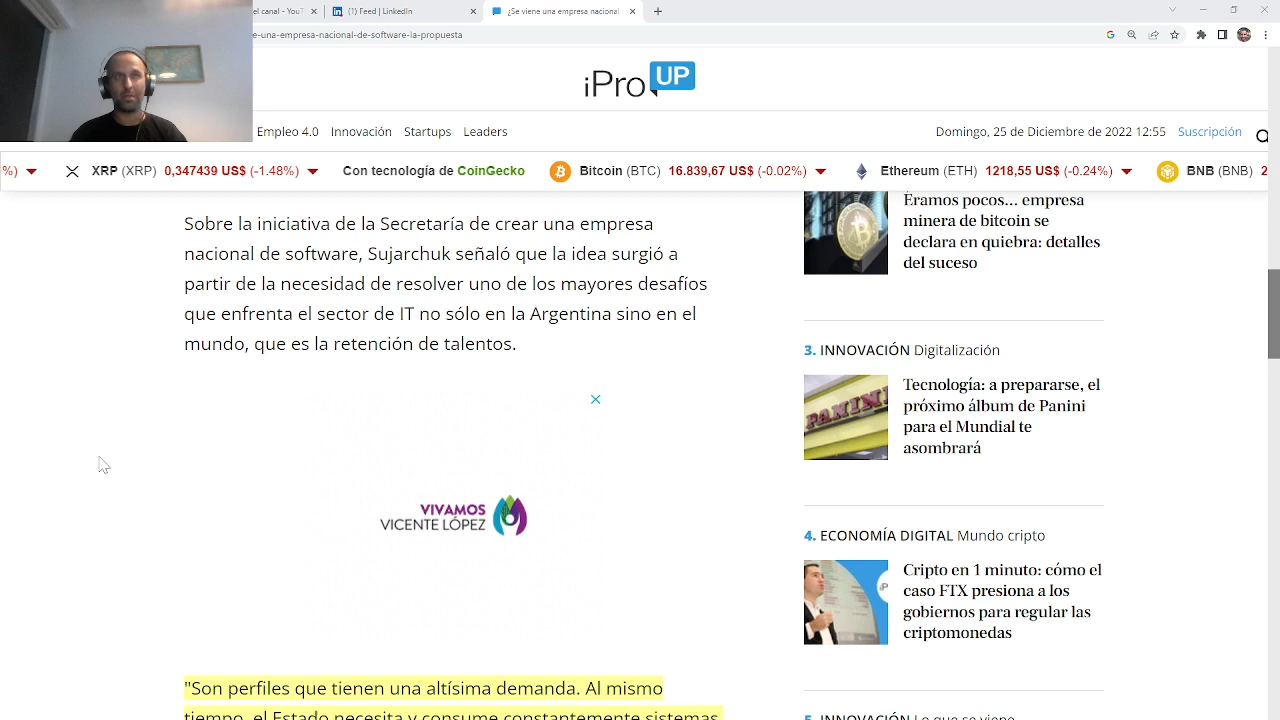 el canal - YouT
(1) Feed | LinkedIn
¿Se viene una empresa nacional
e-una-empresa-nacional-de-software-la-propuesta
iPro UP
Empleo 4.0 Innovación Startups Leaders
Domingo, 25 de Diciembre de 2022 12:55 Suscripción
%) XRP (XRP) 0,347439 US$ (-1.48%) Con tecnología de CoinGecko Bitcoin (BTC) 16.839,67 US$ (-0.02%) Ethereum (ETH) 1218,55 US$ (-0.24%) BNB (BNB) 2
Sobre la iniciativa de la Secretaría de crear una empresa
nacional de software, Sujarchuk señaló que la idea surgió a
partir de la necesidad de resolver uno de los mayores desafíos
que enfrenta el sector de IT no sólo en la Argentina sino en el
mundo, que es la retención de talentos.
VIVAMOS
VICENTE LÓPEZ
"Son perfiles que tienen una altísima demanda. Al mismo
tiempo, el Estado necesita y consume constantemente sistemas
Éramos pocos... empresa
minera de bitcoin se
declara en quiebra: detalles
del suceso
3. INNOVACIÓN Digitalización
PANINI
Tecnología: a prepararse, el
próximo álbum de Panini
para el Mundial te
asombrará
4. ECONOMÍA DIGITAL Mundo cripto
Cripto en 1 minuto: cómo el
caso FTX presiona a los
gobiernos para regular las
criptomonedas
5. INNOVACIÓN Lo que se viene